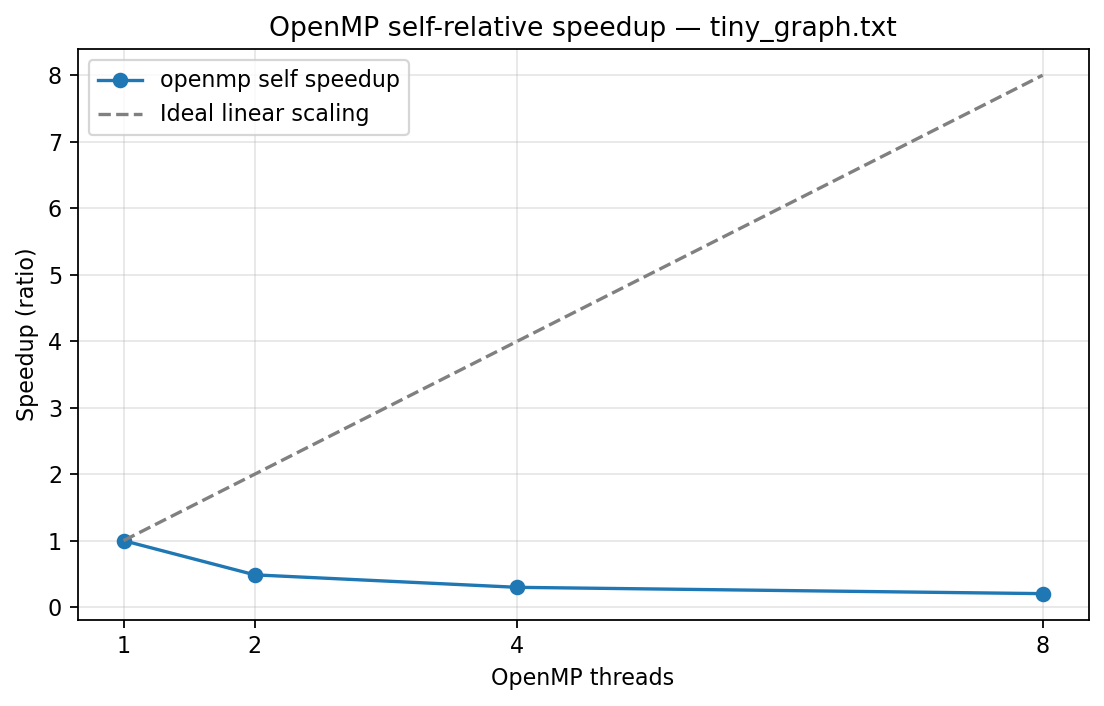 OpenMP self-relative speedup — tiny_graph.txt
openmp self speedup
Ideal linear scaling
8
7
6
5
4
3
2
1
0
Speedup (ratio)
1 2 4 8
OpenMP threads